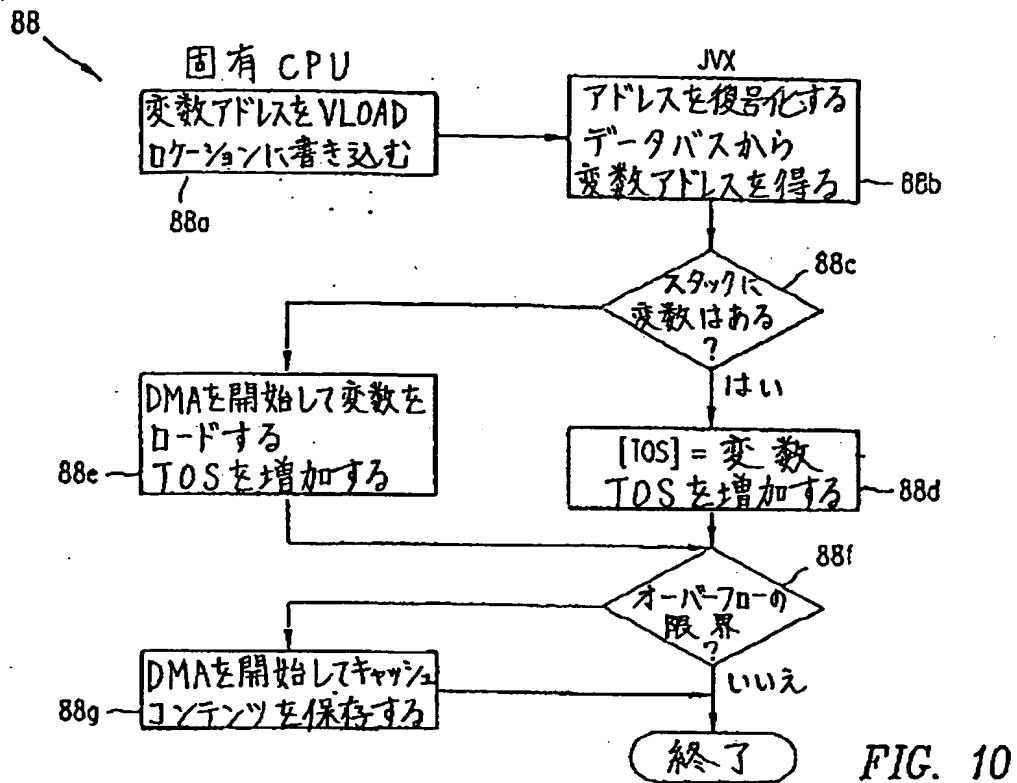 88
固有 CPU
変数アドレスをVLOAD
ロケーションに書き込む
88a
JVX
アドレスを復号化する
データバスから
変数アドレスを得る
88b
スタックに
変数はある
?
88c
はい
DMAを開始して変数を
ロードする
TOSを増加する
88e
[TOS] = 変数
TOSを増加する
88d
オーバーフローの
限界
?
88f
いいえ
DMAを開始してキャッシュ
コンテンツを保存する
88g
終了
FIG. 10